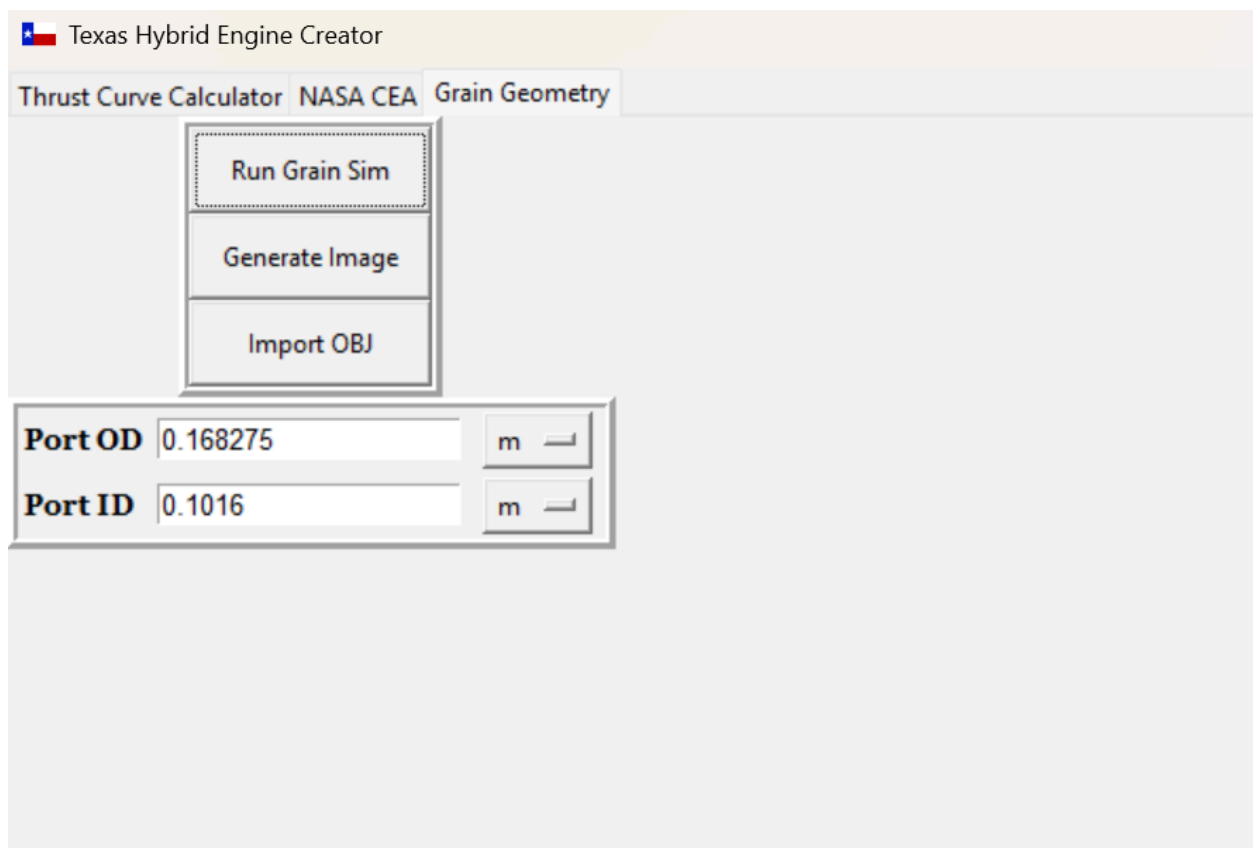 Texas Hybrid Engine Creator
Thrust Curve Calculator NASA CEA Grain Geometry
Run Grain Sim
Generate Image
Import OBJ
Port OD 0.168275 m
Port ID 0.1016 m